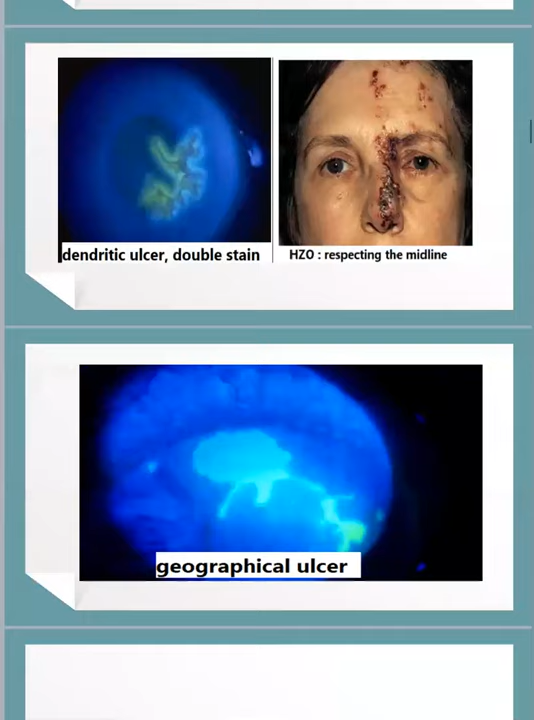 dendritic ulcer, double stain
HZO : respecting the midline
geographical ulcer